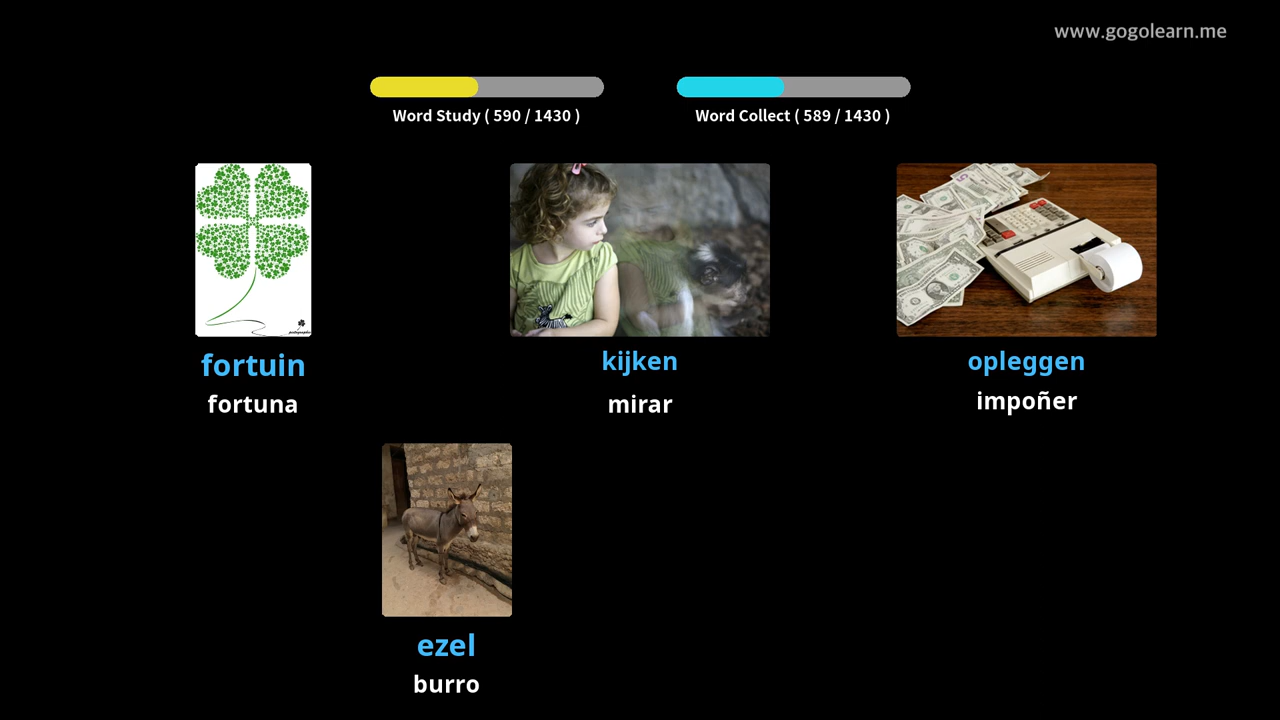 www.gogolearn.me
Word Study ( 590 / 1430 )
Word Collect ( 589 / 1430 )
fortuin
fortuna
kijken
mirar
opleggen
impoñer
ezel
burro